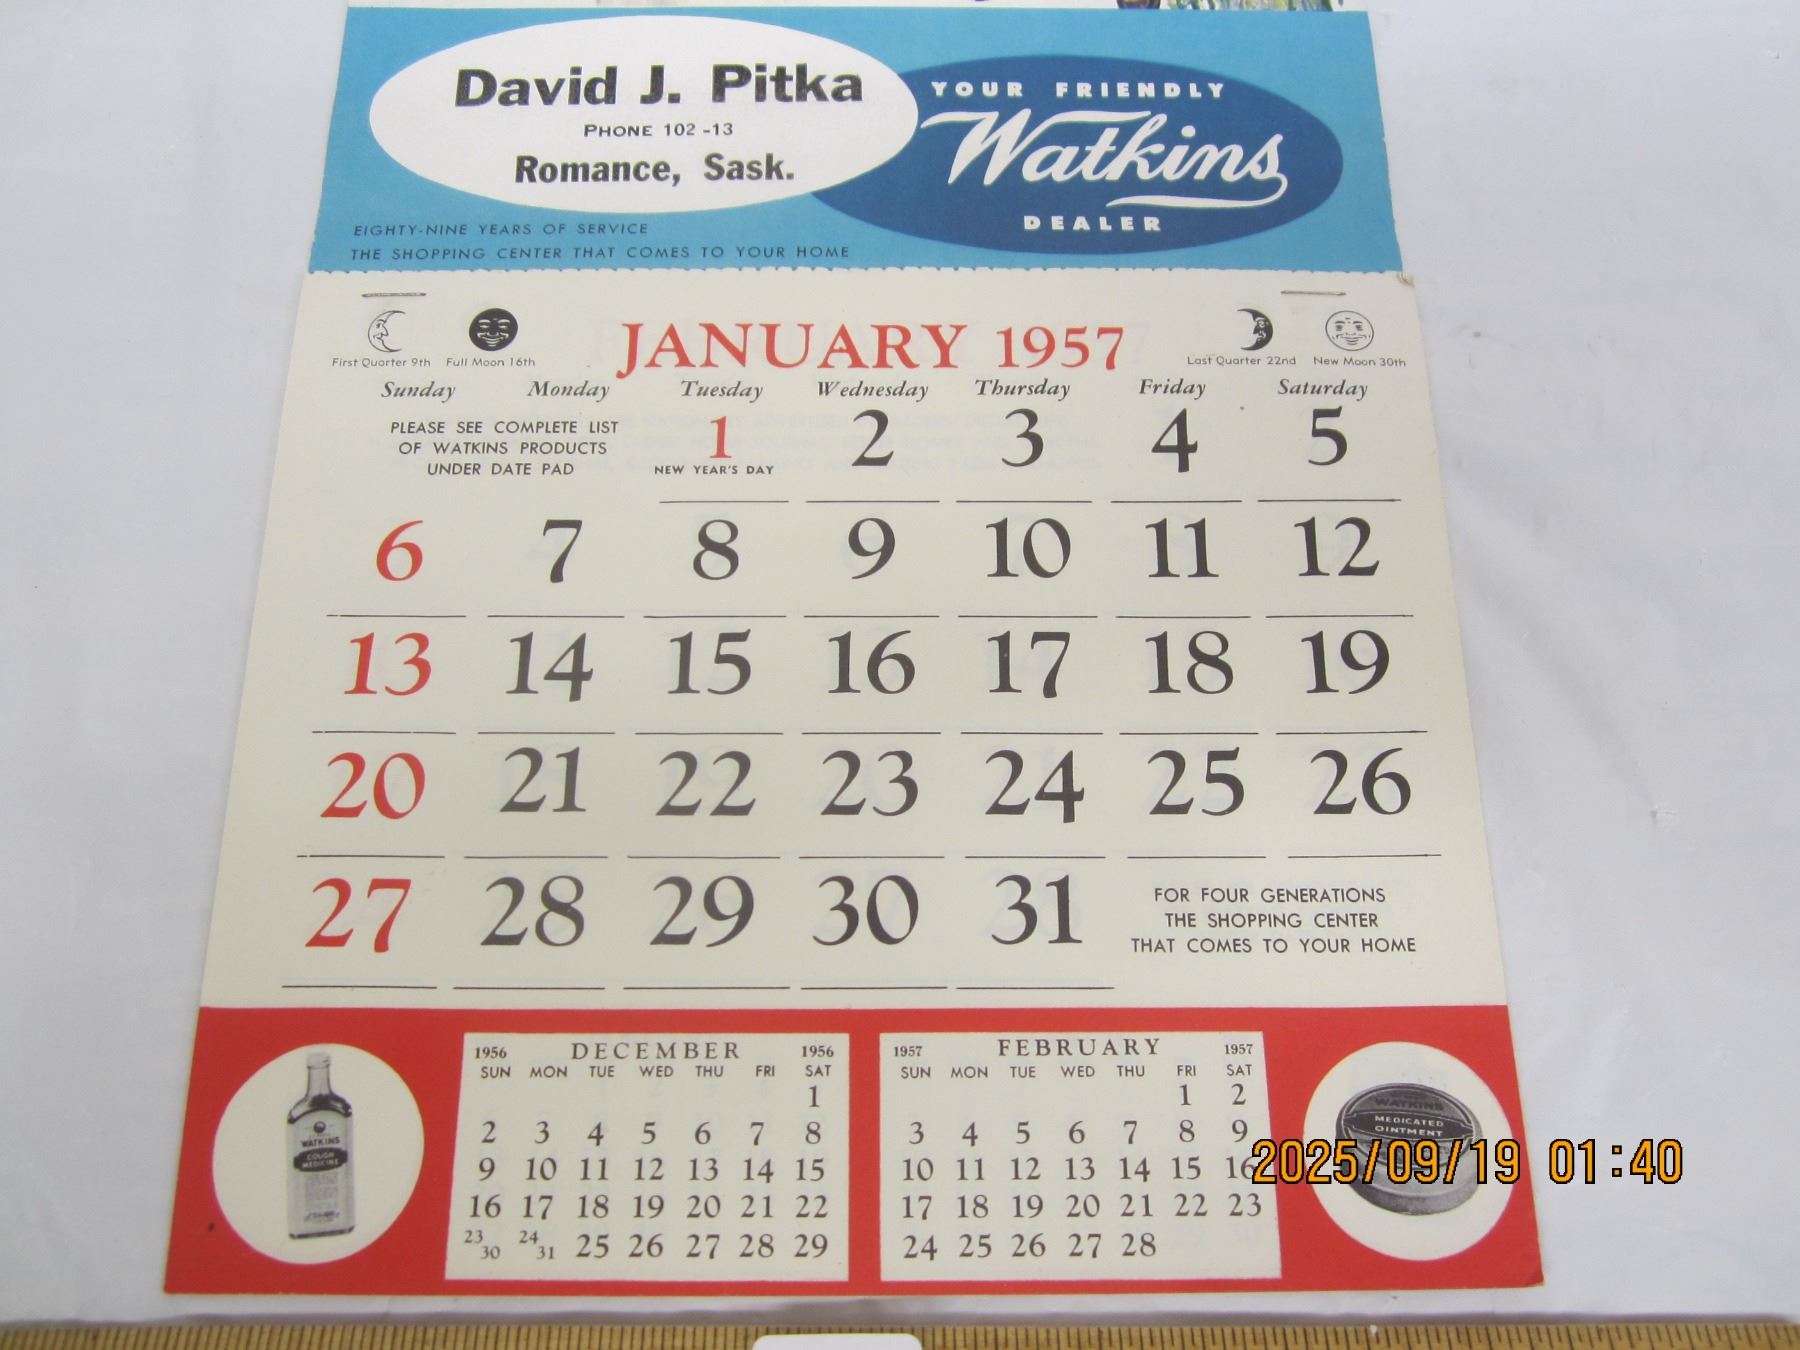 David J. Pitka
PHONE 102-13
Romance, Sask.
YOUR FRIENDLY
Watkins
DEALER
EIGHTY-NINE YEARS OF SERVICE
THE SHOPPING CENTER THAT COMES TO YOUR HOME
JANUARY 1957
First Quarter 9th Full Moon 16th Last Quarter 22nd New Moon 30th
Sunday Monday Tuesday Wednesday Thursday Friday Saturday
PLEASE SEE COMPLETE LIST
OF WATKINS PRODUCTS
UNDER DATE PAD
1 2 3 4 5
NEW YEAR'S DAY
6 7 8 9 10 11 12
13 14 15 16 17 18 19
20 21 22 23 24 25 26
27 28 29 30 31
FOR FOUR GENERATIONS
THE SHOPPING CENTER
THAT COMES TO YOUR HOME
WATKINS
COUGH
MEDICINE
1956 DECEMBER 1956
SUN MON TUE WED THU FRI SAT
1
2 3 4 5 6 7 8
9 10 11 12 13 14 15
16 17 18 19 20 21 22
23/30 24/31 25 26 27 28 29
1957 FEBRUARY 1957
SUN MON TUE WED THU FRI SAT
1 2
3 4 5 6 7 8 9
10 11 12 13 14 15 16
17 18 19 20 21 22 23
24 25 26 27 28
WATKINS
MEDICATED
OINTMENT
2025/09/19 01:40